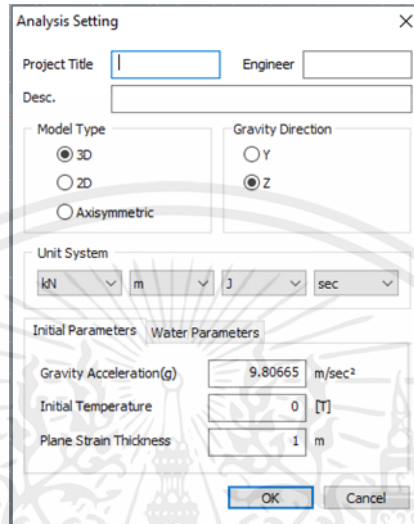 Analysis Setting
Project Title Engineer
Desc.
Model Type Gravity Direction
3D Y
2D Z
Axisymmetric
Unit System
kN m J sec
Initial Parameters Water Parameters
Gravity Acceleration(g) 9.80665 m/sec²
Initial Temperature 0 [T]
Plane Strain Thickness 1 m
OK Cancel